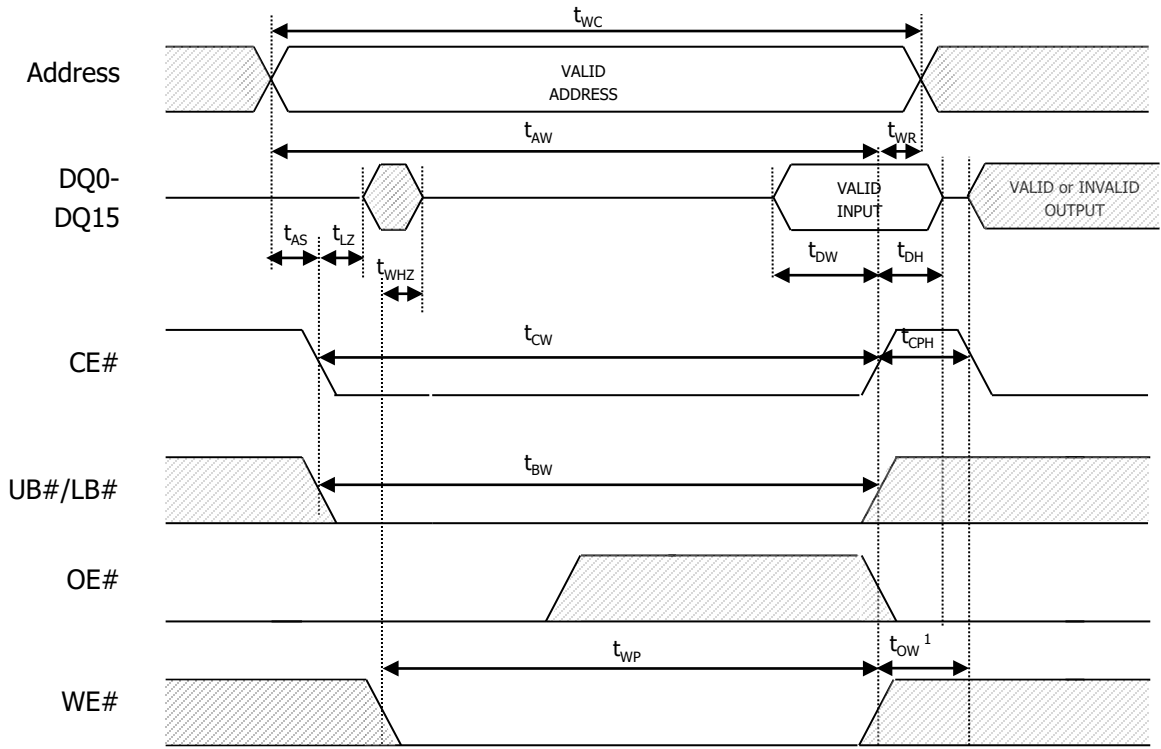 tWC
Address
VALID
ADDRESS
tAW
tWR
DQ0-
DQ15
VALID
INPUT
VALID or INVALID
OUTPUT
tAS
tLZ
tWHZ
tDW
tDH
CE#
tCW
tCPH
UB#/LB#
tBW
OE#
tWP
tOW 1
WE#